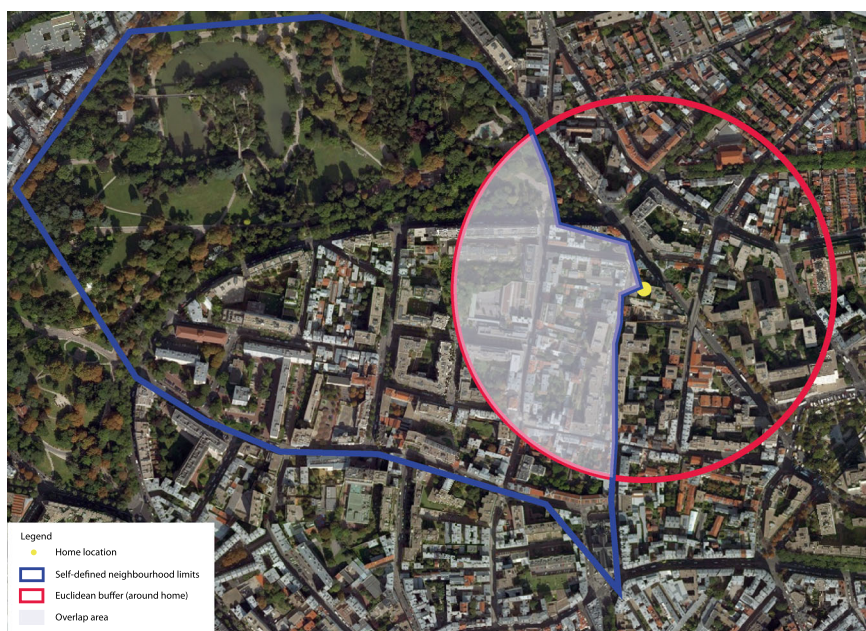 Legend
Home location
Self-defined neighbourhood limits
Euclidean buffer (around home)
Overlap area